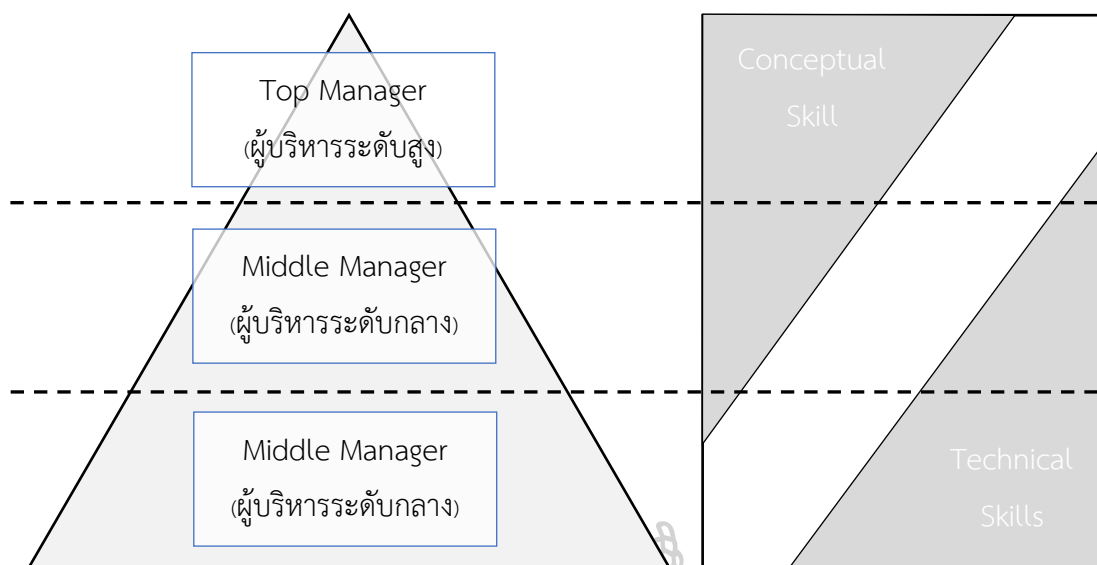 Top Manager
(ผู้บริหารระดับสูง)
Middle Manager
(ผู้บริหารระดับกลาง)
Middle Manager
(ผู้บริหารระดับกลาง)
Conceptual
Skill
Technical
Skills